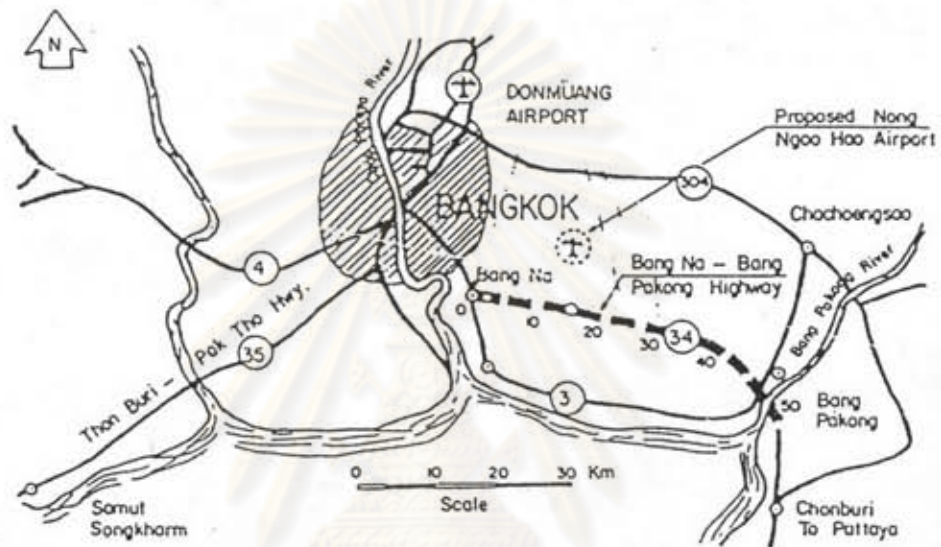 N
River
DONMÜANG
AIRPORT
Proposed Nong
Ngoo Hao Airport
304
BANGKOK
Chachoengsao
4
Bang Na
Bang Na – Bang
Pakong Highway
Bang Pakong River
Thon Buri – Pak Tho Hwy.
35
0
10
20
30
34
40
50
3
Bang
Pakong
0 10 20 30 Km
Scale
Samut
Songkharm
Chonburi
To Pattaya